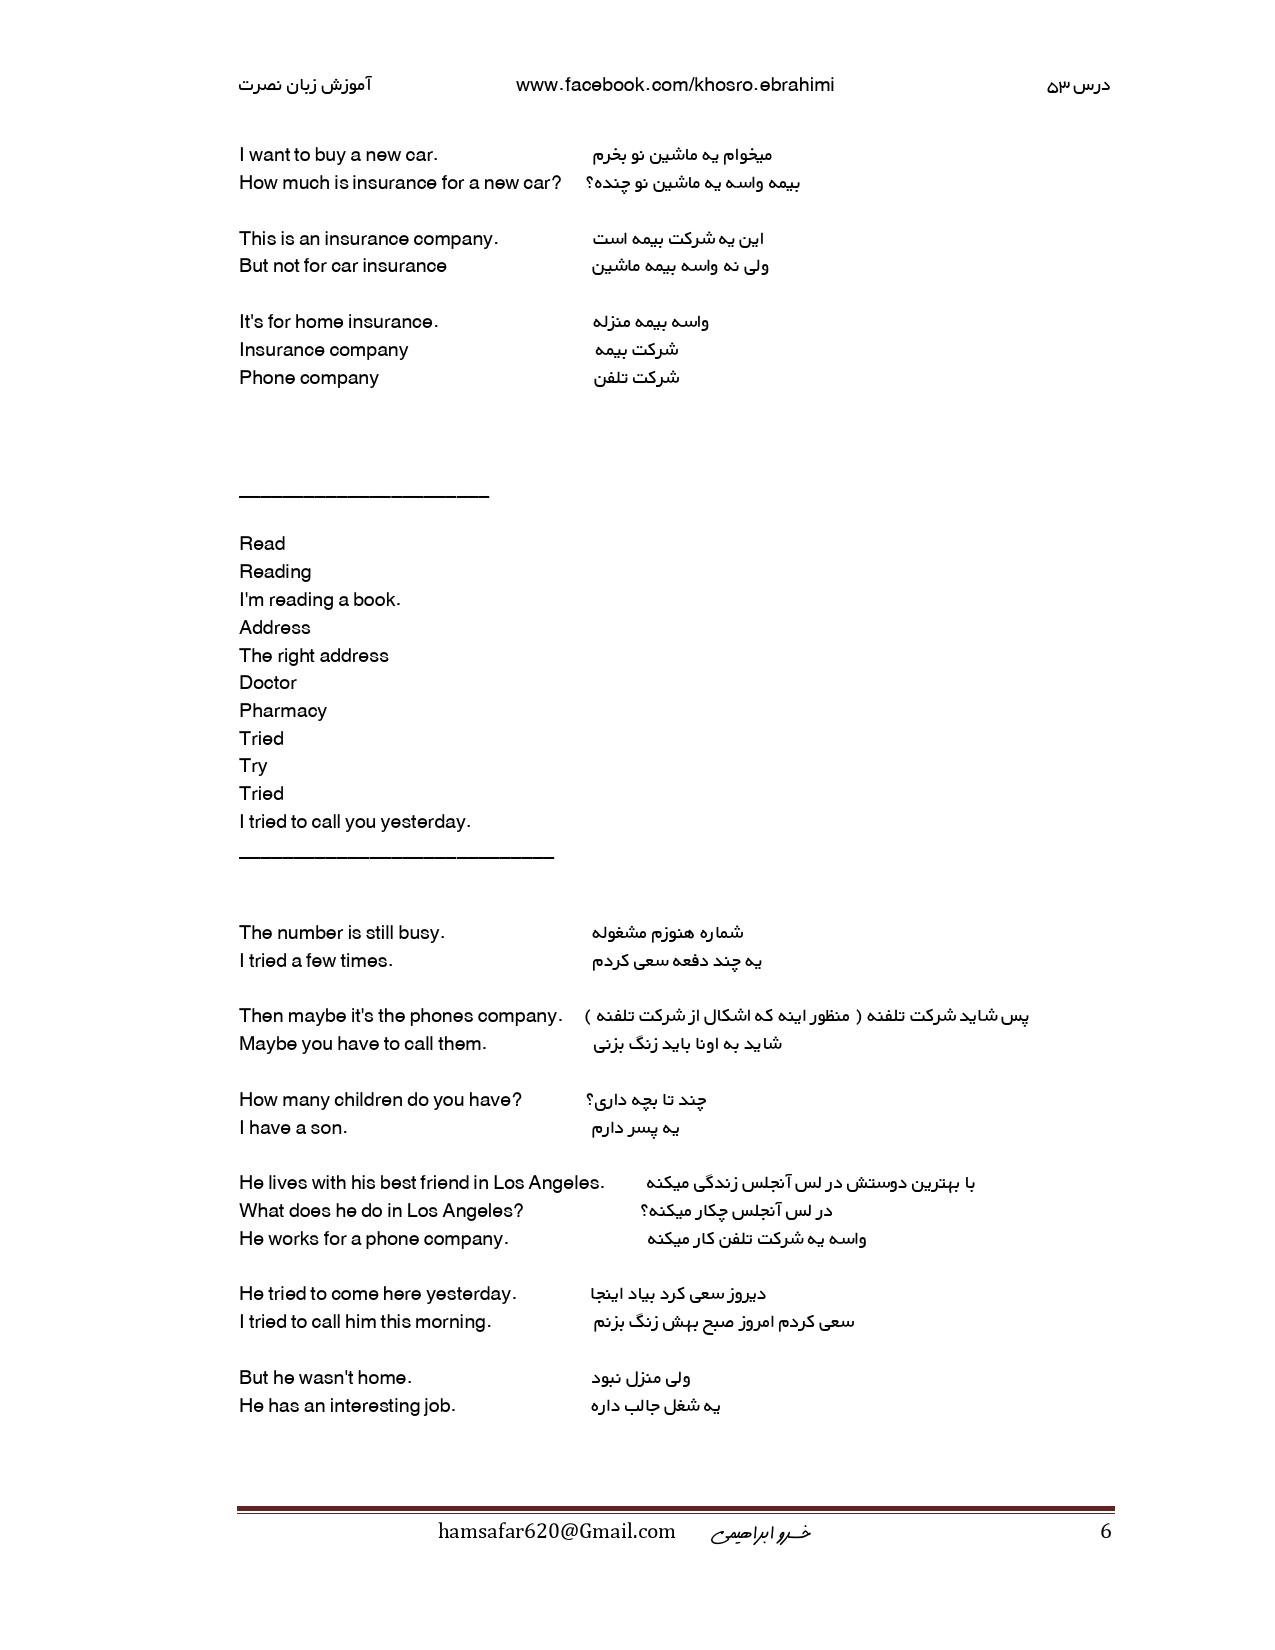 آموزش زبان نصرت www.facebook.com/khosro.ebrahimi درس ۵۳
I want to buy a new car. میخوام یه ماشین نو بخرم
How much is insurance for a new car? بیمه واسه یه ماشین نو چنده؟
This is an insurance company. این یه شرکت بیمه است
But not for car insurance ولی نه واسه بیمه ماشین
It's for home insurance. واسه بیمه منزله
Insurance company شرکت بیمه
Phone company شرکت تلفن
_______________________
Read
Reading
I'm reading a book.
Address
The right address
Doctor
Pharmacy
Tried
Try
Tried
I tried to call you yesterday.
_____________________________
The number is still busy. شماره هنوزم مشغوله
I tried a few times. یه چند دفعه سعی کردم
Then maybe it's the phones company. پس شاید شرکت تلفنه ( منظور اینه که اشکال از شرکت تلفنه )
Maybe you have to call them. شاید به اونا باید زنگ بزنی
How many children do you have? چند تا بچه داری؟
I have a son. یه پسر دارم
He lives with his best friend in Los Angeles. با بهترین دوستش در لس آنجلس زندگی میکنه
What does he do in Los Angeles? در لس آنجلس چکار میکنه؟
He works for a phone company. واسه یه شرکت تلفن کار میکنه
He tried to come here yesterday. دیروز سعی کرد بیاد اینجا
I tried to call him this morning. سعی کردم امروز صبح بهش زنگ بزنم
But he wasn't home. ولی منزل نبود
He has an interesting job. یه شغل جالب داره
hamsafar620@Gmail.com خسرو ابراهیمی 6